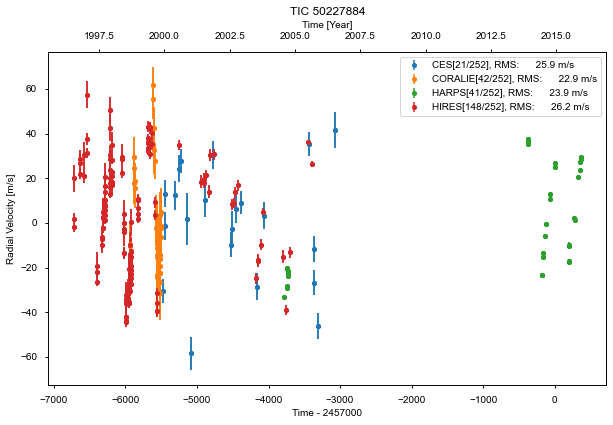 TIC 50227884
Time [Year]
1997.5 2000.0 2002.5 2005.0 2007.5 2010.0 2012.5 2015.0
CES[21/252], RMS: 25.9 m/s
CORALIE[42/252], RMS: 22.9 m/s
HARPS[41/252], RMS: 23.9 m/s
HIRES[148/252], RMS: 26.2 m/s
Radial Velocity [m/s]
60
40
20
0
−20
−40
−60
−7000 −6000 −5000 −4000 −3000 −2000 −1000 0
Time - 2457000